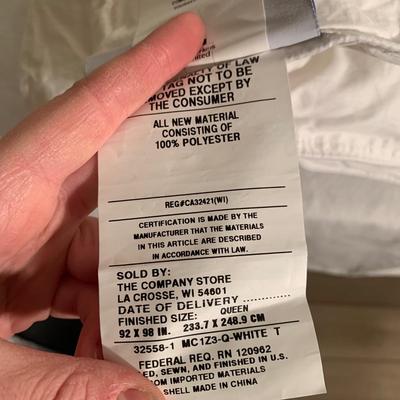 OF LAW
TAG NOT TO BE
MOVED EXCEPT BY
THE CONSUMER
ALL NEW MATERIAL
CONSISTING OF
100% POLYESTER
REG#CA32421(WI)
CERTIFICATION IS MADE BY THE
MANUFACTURER THAT THE MATERIALS
IN THIS ARTICLE ARE DESCRIBED
IN ACCORDANCE WITH LAW.
SOLD BY:
THE COMPANY STORE
LA CROSSE, WI 54601
DATE OF DELIVERY .............
FINISHED SIZE: QUEEN
92 X 98 IN. 233.7 X 248.9 CM
32558-1 MC1Z3-Q-WHITE T
FEDERAL REQ. RN 120962
ED, SEWN, AND FINISHED IN U.S.
OM IMPORTED MATERIALS
SHELL MADE IN CHINA